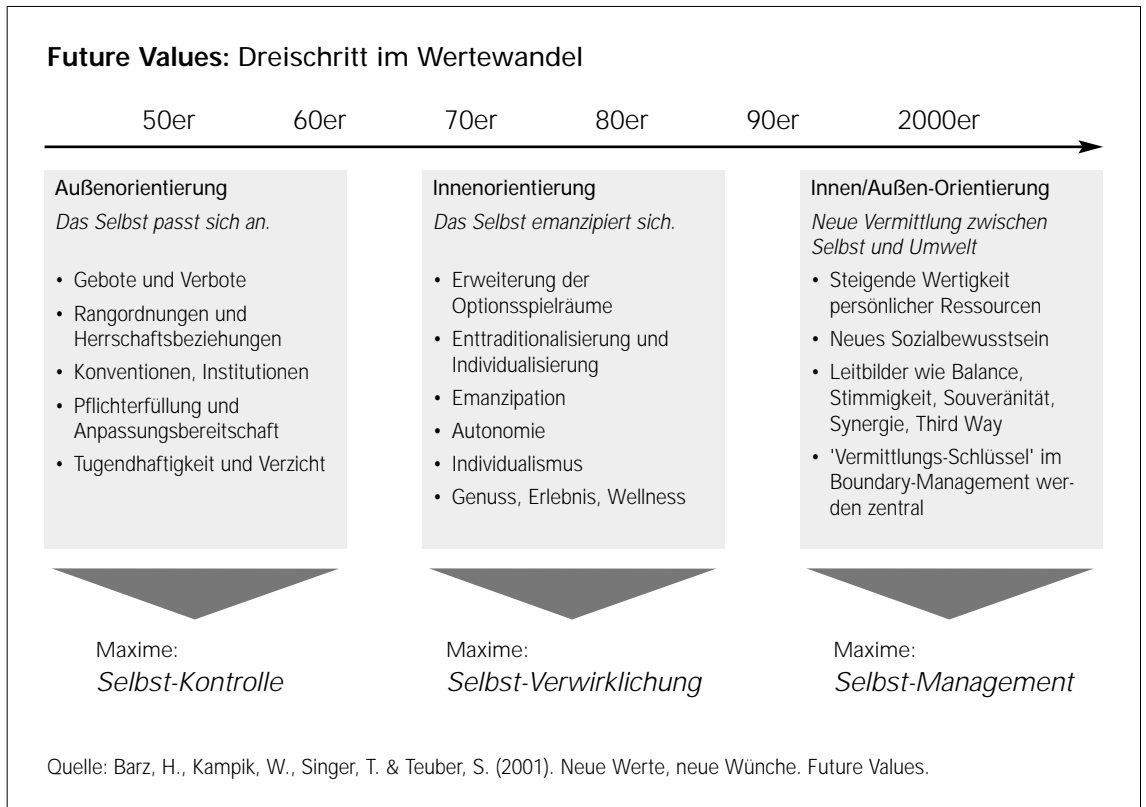 Future Values: Dreischritt im Wertewandel
50er 60er 70er 80er 90er 2000er
Außenorientierung
Das Selbst passt sich an.
• Gebote und Verbote
• Rangordnungen und
Herrschaftsbeziehungen
• Konventionen, Institutionen
• Pflichterfüllung und
Anpassungsbereitschaft
• Tugendhaftigkeit und Verzicht
Maxime:
Selbst-Kontrolle
Innenorientierung
Das Selbst emanzipiert sich.
• Erweiterung der
Optionsspielräume
• Enttraditionalisierung und
Individualisierung
• Emanzipation
• Autonomie
• Individualismus
• Genuss, Erlebnis, Wellness
Maxime:
Selbst-Verwirklichung
Innen/Außen-Orientierung
Neue Vermittlung zwischen
Selbst und Umwelt
• Steigende Wertigkeit
persönlicher Ressourcen
• Neues Sozialbewusstsein
• Leitbilder wie Balance,
Stimmigkeit, Souveränität,
Synergie, Third Way
• 'Vermittlungs-Schlüssel' im
Boundary-Management wer-
den zentral
Maxime:
Selbst-Management
Quelle: Barz, H., Kampik, W., Singer, T. & Teuber, S. (2001). Neue Werte, neue Wünche. Future Values.